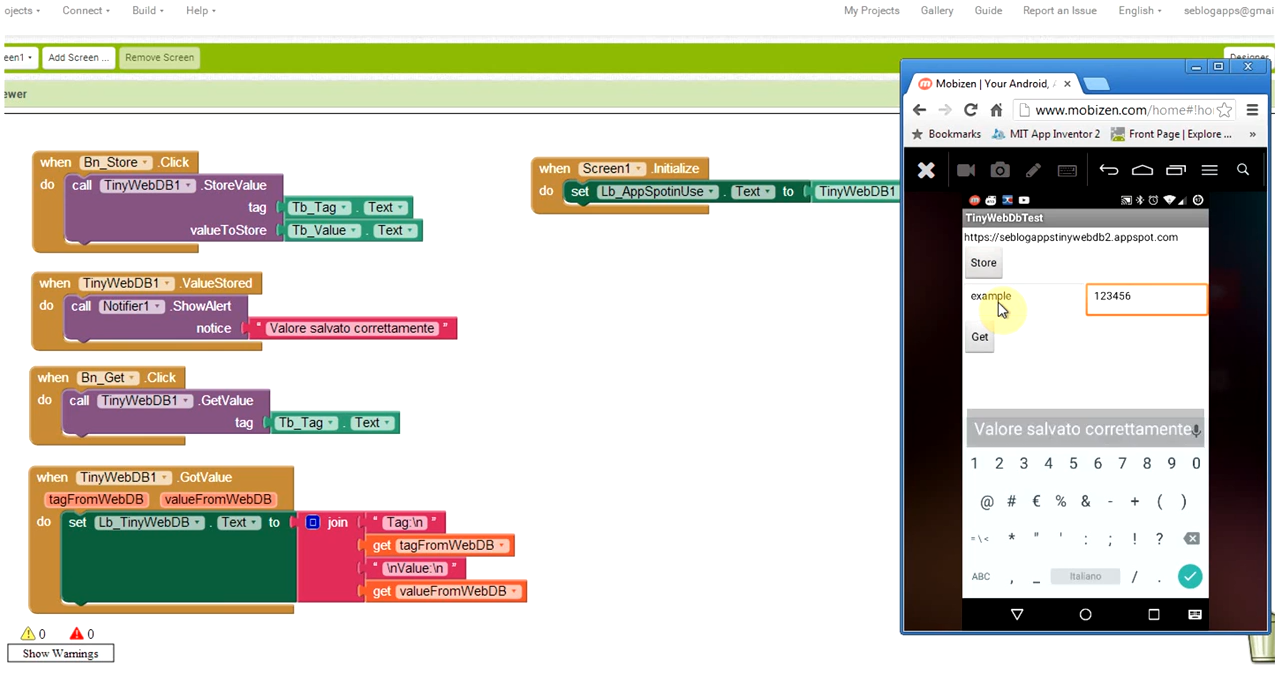 ojects Connect Build Help My Projects Gallery Guide Report an Issue English seblogapps@gmai
een1 Add Screen ... Remove Screen Designer
ewer
when Bn_Store .Click
do call TinyWebDB1 .StoreValue
tag Tb_Tag . Text
valueToStore Tb_Value . Text
when TinyWebDB1 .ValueStored
do call Notifier1 .ShowAlert
notice " Valore salvato correttamente "
when Bn_Get .Click
do call TinyWebDB1 .GetValue
tag Tb_Tag . Text
when TinyWebDB1 .GotValue
tagFromWebDB valueFromWebDB
do set Lb_TinyWebDB . Text to join " Tag:\n "
get tagFromWebDB
" \nValue:\n "
get valueFromWebDB
0 0
Show Warnings
when Screen1 .Initialize
do set Lb_AppSpotinUse . Text to TinyWebDB1
Mobizen | Your Android, A
www.mobizen.com/home#!ho
Bookmarks MIT App Inventor 2 Front Page | Explore ... »
TinyWebDbTest
https://seblogappstinywebdb2.appspot.com
Store
example 123456
Get
Valore salvato correttamente
1 2 3 4 5 6 7 8 9 0
@ # € % & - + ( )
=\< * " ' : ; ! ?
ABC , _ Italiano / .